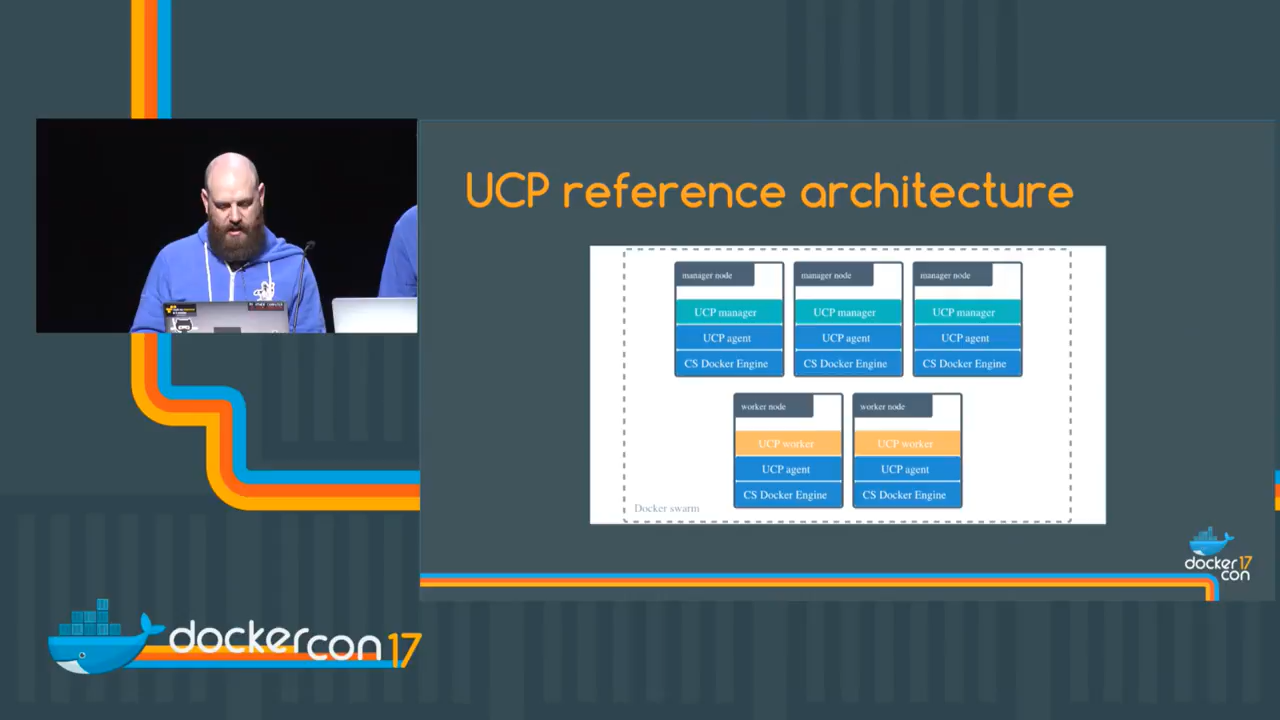 UCP reference architecture
manager node
manager node
manager node
UCP manager
UCP manager
UCP manager
UCP agent
UCP agent
UCP agent
CS Docker Engine
CS Docker Engine
CS Docker Engine
worker node
worker node
UCP worker
UCP worker
UCP agent
UCP agent
CS Docker Engine
CS Docker Engine
Docker swarm
docker 17
con
dockercon 17